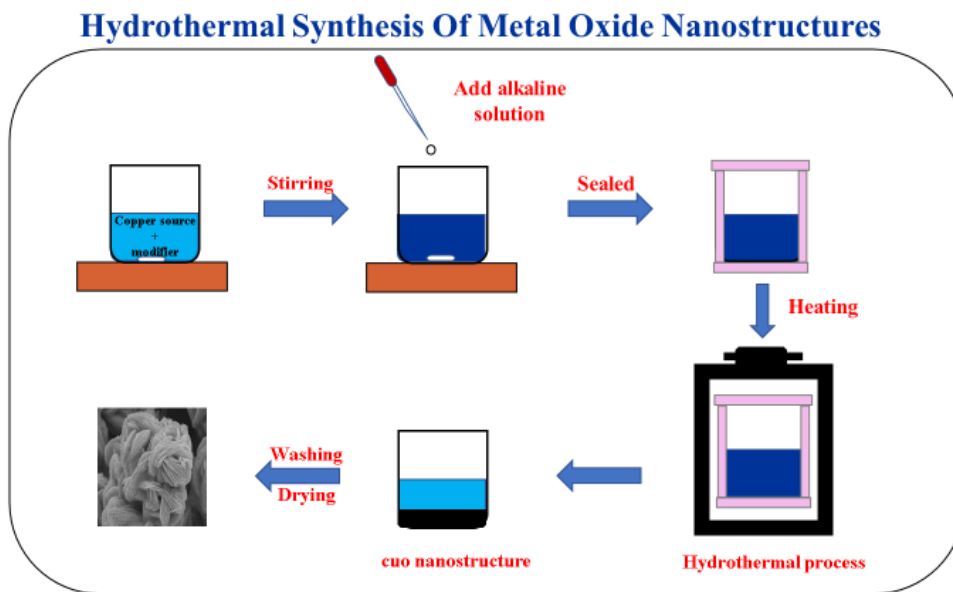 Hydrothermal Synthesis Of Metal Oxide Nanostructures
Add alkaline
solution
Stirring
Sealed
Copper source
+
modifier
Heating
Washing
Drying
cuo nanostructure
Hydrothermal process